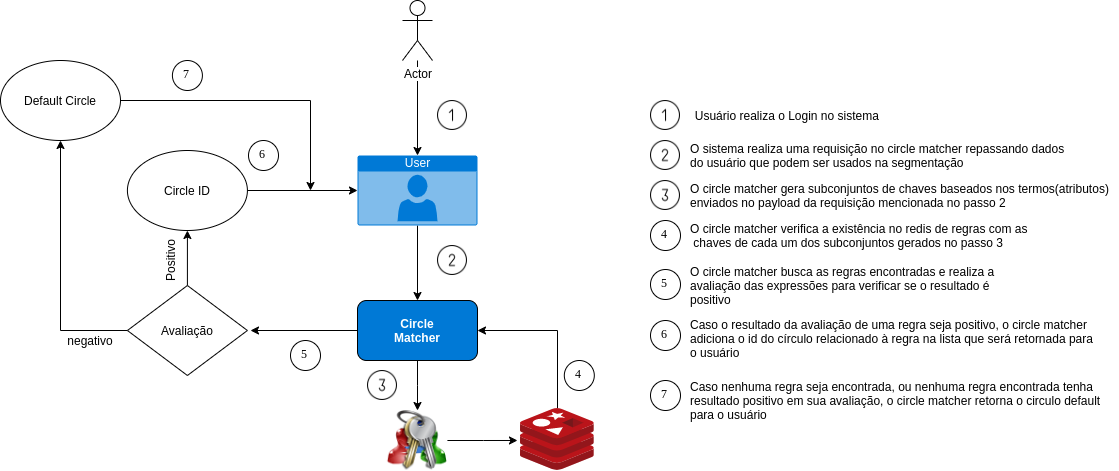 Actor
7
Default Circle
1
6
User
Circle ID
Positivo
2
Circle
Matcher
Avaliação
negativo
5
3
4
1 Usuário realiza o Login no sistema
2 O sistema realiza uma requisição no circle matcher repassando dados
do usuário que podem ser usados na segmentação
3 O circle matcher gera subconjuntos de chaves baseados nos termos(atributos)
enviados no payload da requisição mencionada no passo 2
4 O circle matcher verifica a existência no redis de regras com as
chaves de cada um dos subconjuntos gerados no passo 3
5 O circle matcher busca as regras encontradas e realiza a
avaliação das expressões para verificar se o resultado é
positivo
6 Caso o resultado da avaliação de uma regra seja positivo, o circle matcher
adiciona o id do círculo relacionado à regra na lista que será retornada para
o usuário
7 Caso nenhuma regra seja encontrada, ou nenhuma regra encontrada tenha
resultado positivo em sua avaliação, o circle matcher retorna o circulo default
para o usuário